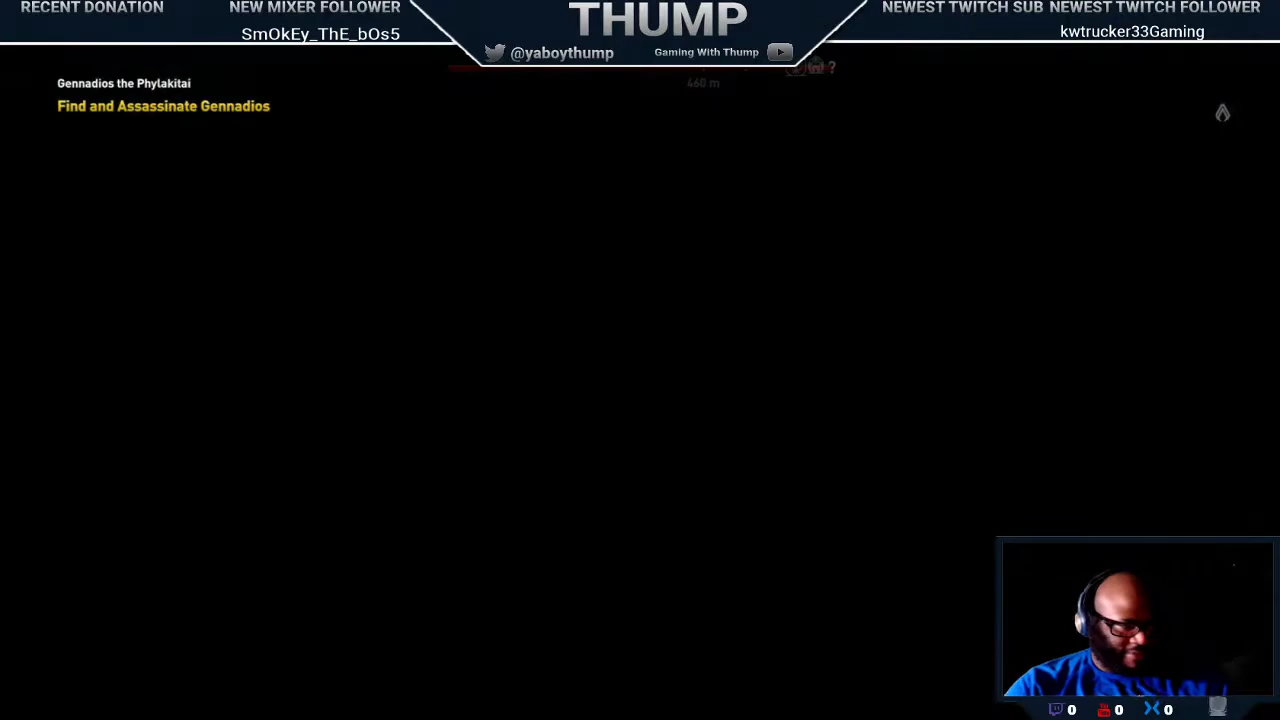 RECENT DONATION
NEW MIXER FOLLOWER
SmOkEy_ThE_bOs5
THUMP
@yaboythump
Gaming With Thump
NEWEST TWITCH SUB
NEWEST TWITCH FOLLOWER
kwtrucker33Gaming
?
460 m
Gennadios the Phylakitai
Find and Assassinate Gennadios
0
0
0